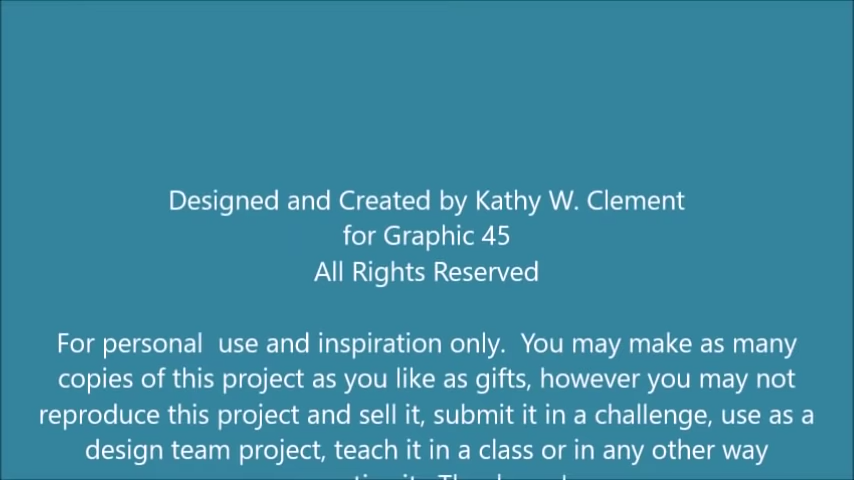 Designed and Created by Kathy W. Clement
for Graphic 45
All Rights Reserved
For personal  use and inspiration only.  You may make as many
copies of this project as you like as gifts, however you may not
reproduce this project and sell it, submit it in a challenge, use as a
design team project, teach it in a class or in any other way